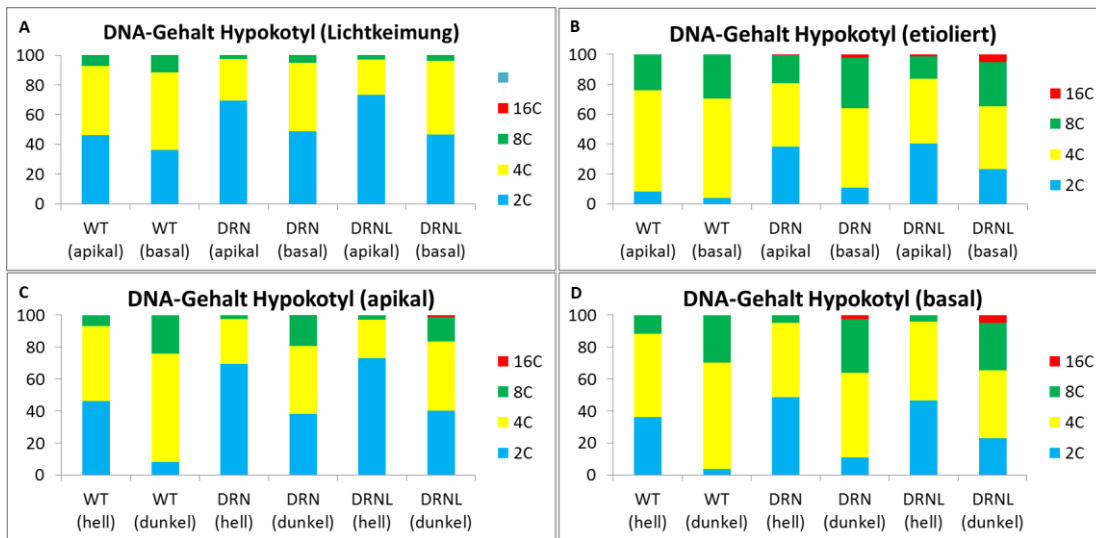 A
DNA-Gehalt Hypokotyl (Lichtkeimung)
100
80
60
40
20
0
16C
8C
4C
2C
WT WT DRN DRN DRNL DRNL
(apikal) (basal) (apikal (basal) (apikal) (basal)
B
DNA-Gehalt Hypokotyl (etioliert)
100
80
60
40
20
0
16C
8C
4C
2C
WT WT DRN DRN DRNL DRNL
(apikal) (basal) (apikal (basal) (apikal) (basal)
C
DNA-Gehalt Hypokotyl (apikal)
100
80
60
40
20
0
16C
8C
4C
2C
WT WT DRN DRN DRNL DRNL
(hell) (dunkel) (hell) (dunkel) (hell) (dunkel)
D
DNA-Gehalt Hypokotyl (basal)
100
80
60
40
20
0
16C
8C
4C
2C
WT WT DRN DRN DRNL DRNL
(hell) (dunkel) (hell) (dunkel) (hell) (dunkel)